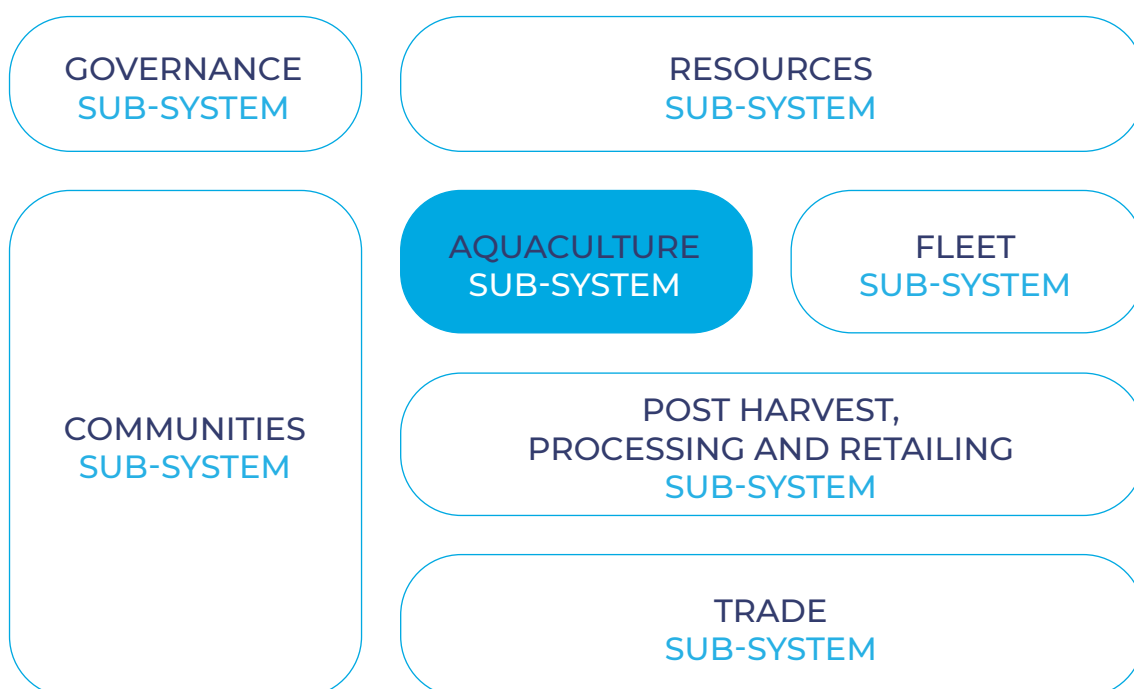 GOVERNANCE
SUB-SYSTEM
RESOURCES
SUB-SYSTEM
AQUACULTURE
SUB-SYSTEM
FLEET
SUB-SYSTEM
COMMUNITIES
SUB-SYSTEM
POST HARVEST,
PROCESSING AND RETAILING
SUB-SYSTEM
TRADE
SUB-SYSTEM